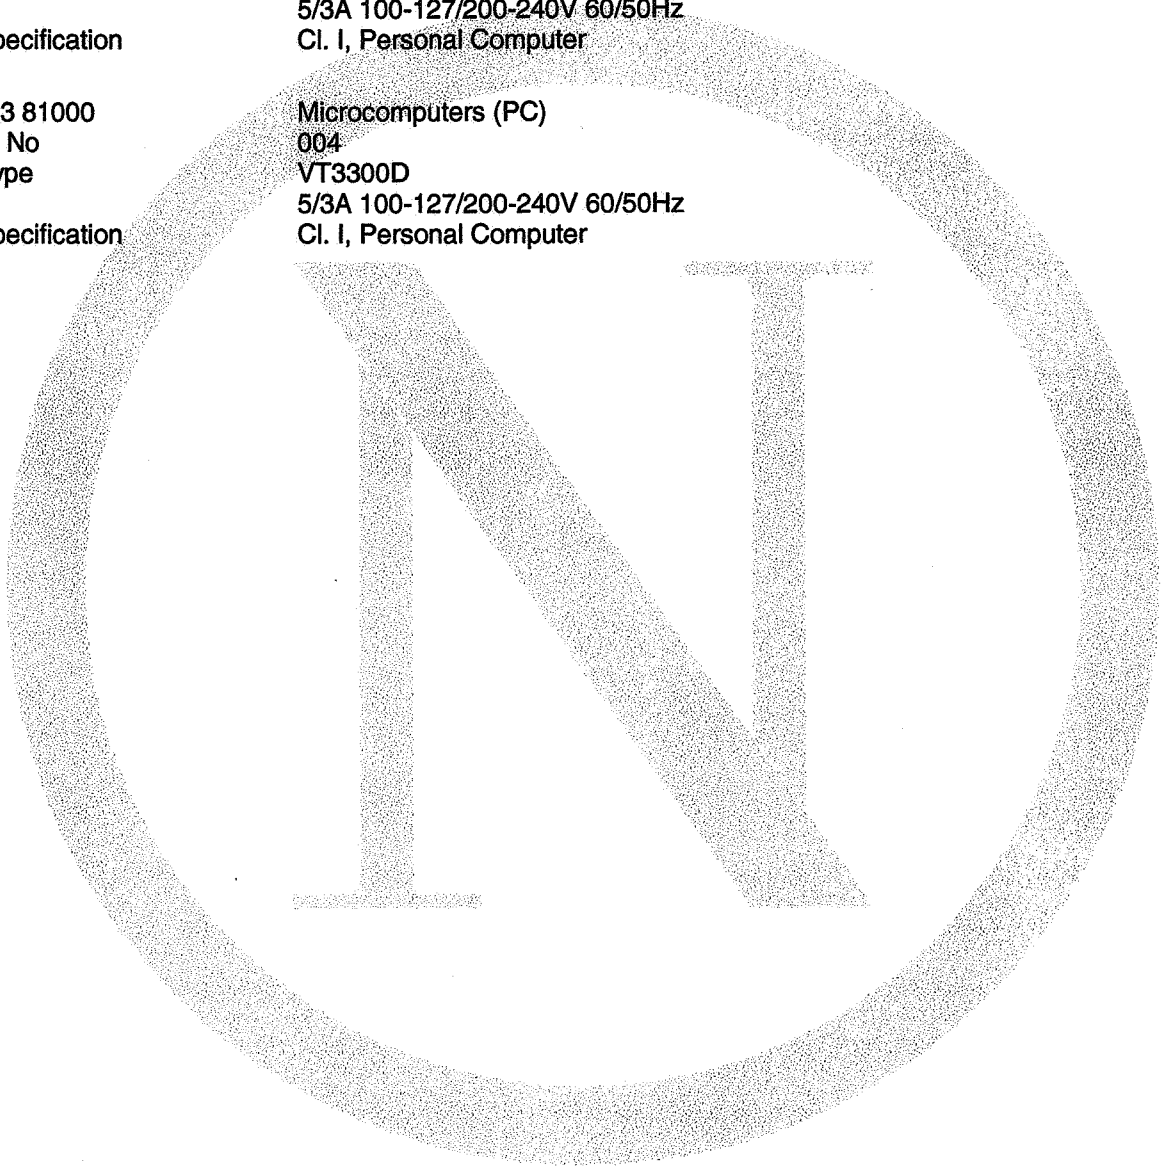 5/3A 100-127/200-240V 60/50Hz
pecification Cl. I, Personal Computer
3 81000 Microcomputers (PC)
No 004
ype VT3300D
5/3A 100-127/200-240V 60/50Hz
pecification Cl. I, Personal Computer
N